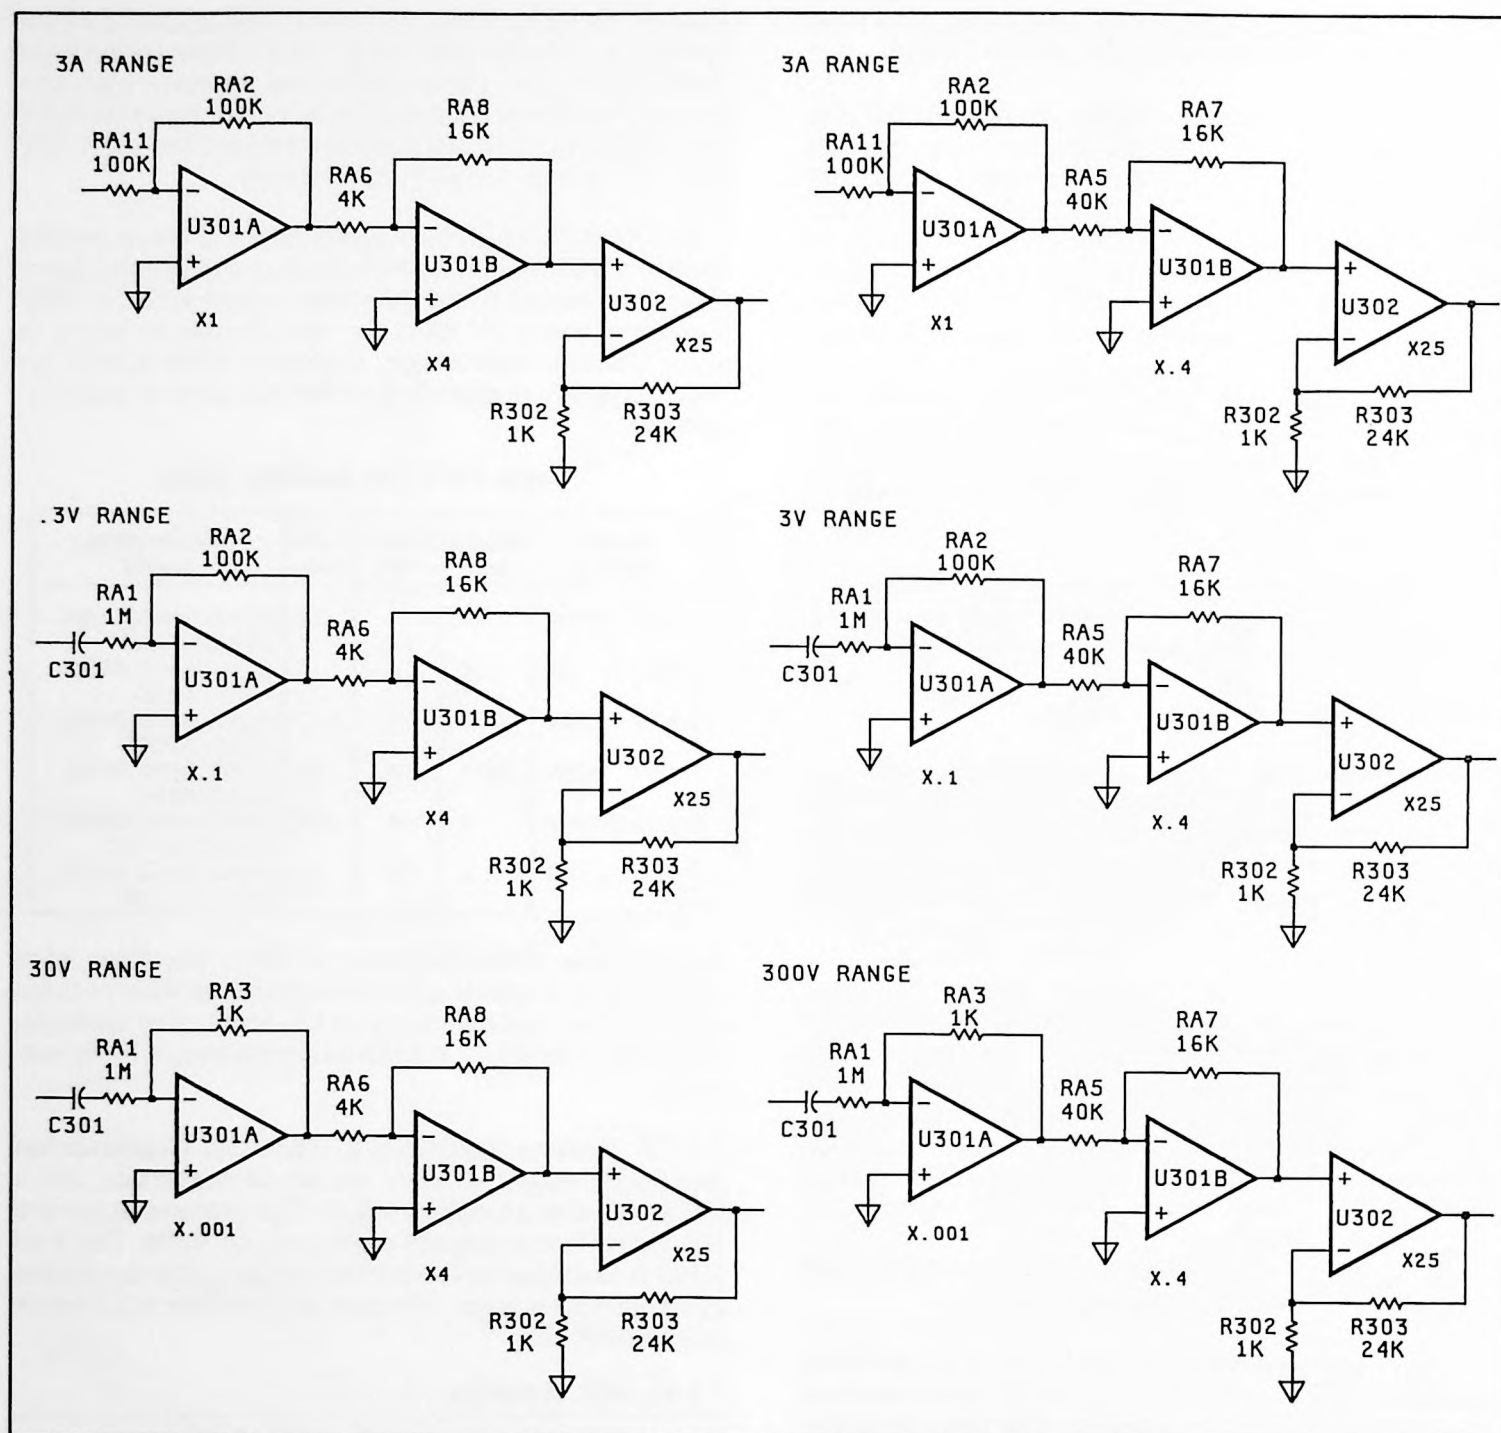 3A RANGE
RA2
100K
RA11
100K
RA8
16K
RA6
4K
−
U301A
+
X1
−
U301B
+
X4
+
U302
−
X25
R302
1K
R303
24K
3A RANGE
RA2
100K
RA11
100K
RA7
16K
RA5
40K
−
U301A
+
X1
−
U301B
+
X.4
+
U302
−
X25
R302
1K
R303
24K
.3V RANGE
RA2
100K
RA1
1M
C301
RA8
16K
RA6
4K
−
U301A
+
X.1
−
U301B
+
X4
+
U302
−
X25
R302
1K
R303
24K
3V RANGE
RA2
100K
RA1
1M
C301
RA7
16K
RA5
40K
−
U301A
+
X.1
−
U301B
+
X.4
+
U302
−
X25
R302
1K
R303
24K
30V RANGE
RA3
1K
RA1
1M
C301
RA8
16K
RA6
4K
−
U301A
+
X.001
−
U301B
+
X4
+
U302
−
X25
R302
1K
R303
24K
300V RANGE
RA3
1K
RA1
1M
C301
RA7
16K
RA5
40K
−
U301A
+
X.001
−
U301B
+
X.4
+
U302
−
X25
R302
1K
R303
24K